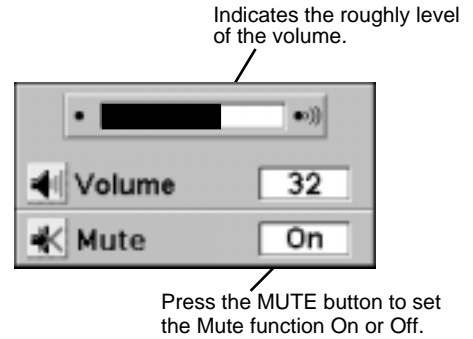 Indicates the roughly level
of the volume.
Volume 32
Mute On
Press the MUTE button to set
the Mute function On or Off.